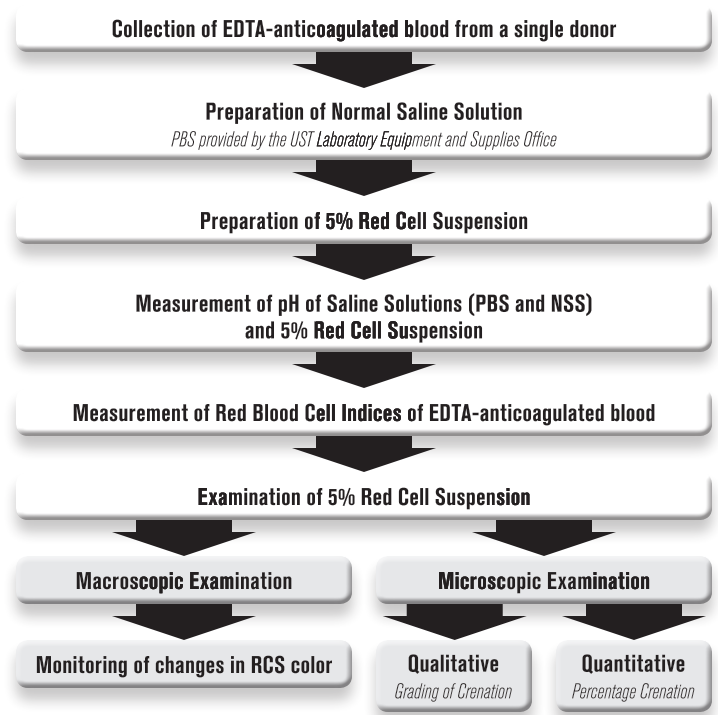 Collection of EDTA-anticoagulated blood from a single donor
Preparation of Normal Saline Solution
PBS provided by the UST Laboratory Equipment and Supplies Office
Preparation of 5% Red Cell Suspension
Measurement of pH of Saline Solutions (PBS and NSS)
and 5% Red Cell Suspension
Measurement of Red Blood Cell Indices of EDTA-anticoagulated blood
Examination of 5% Red Cell Suspension
Macroscopic Examination
Microscopic Examination
Monitoring of changes in RCS color
Qualitative
Grading of Crenation
Quantitative
Percentage Crenation